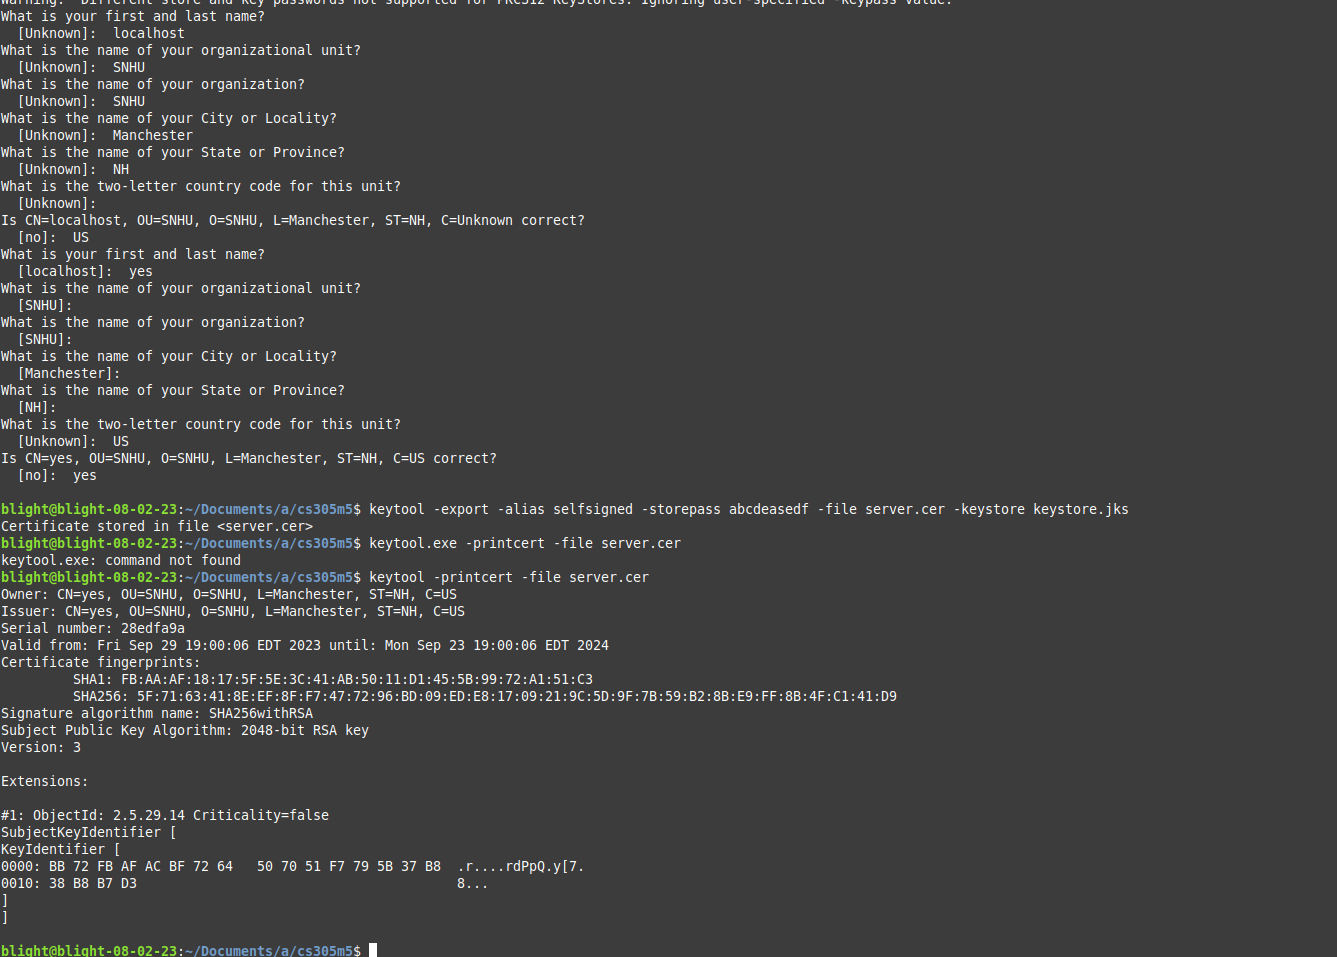 Warning:  Different store and key passwords not supported for PKCS12 KeyStores. Ignoring user-specified -keypass value.
What is your first and last name?
  [Unknown]:  localhost
What is the name of your organizational unit?
  [Unknown]:  SNHU
What is the name of your organization?
  [Unknown]:  SNHU
What is the name of your City or Locality?
  [Unknown]:  Manchester
What is the name of your State or Province?
  [Unknown]:  NH
What is the two-letter country code for this unit?
  [Unknown]:
Is CN=localhost, OU=SNHU, O=SNHU, L=Manchester, ST=NH, C=Unknown correct?
  [no]:  US
What is your first and last name?
  [localhost]:  yes
What is the name of your organizational unit?
  [SNHU]:
What is the name of your organization?
  [SNHU]:
What is the name of your City or Locality?
  [Manchester]:
What is the name of your State or Province?
  [NH]:
What is the two-letter country code for this unit?
  [Unknown]:  US
Is CN=yes, OU=SNHU, O=SNHU, L=Manchester, ST=NH, C=US correct?
  [no]:  yes
blight@blight-08-02-23:~/Documents/a/cs305m5$ keytool -export -alias selfsigned -storepass abcdeasedf -file server.cer -keystore keystore.jks
Certificate stored in file <server.cer>
blight@blight-08-02-23:~/Documents/a/cs305m5$ keytool.exe -printcert -file server.cer
keytool.exe: command not found
blight@blight-08-02-23:~/Documents/a/cs305m5$ keytool -printcert -file server.cer
Owner: CN=yes, OU=SNHU, O=SNHU, L=Manchester, ST=NH, C=US
Issuer: CN=yes, OU=SNHU, O=SNHU, L=Manchester, ST=NH, C=US
Serial number: 28edfa9a
Valid from: Fri Sep 29 19:00:06 EDT 2023 until: Mon Sep 23 19:00:06 EDT 2024
Certificate fingerprints:
         SHA1: FB:AA:AF:18:17:5F:5E:3C:41:AB:50:11:D1:45:5B:99:72:A1:51:C3
         SHA256: 5F:71:63:41:8E:EF:8F:F7:47:72:96:BD:09:ED:E8:17:09:21:9C:5D:9F:7B:59:B2:8B:E9:FF:8B:4F:C1:41:D9
Signature algorithm name: SHA256withRSA
Subject Public Key Algorithm: 2048-bit RSA key
Version: 3
Extensions:
#1: ObjectId: 2.5.29.14 Criticality=false
SubjectKeyIdentifier [
KeyIdentifier [
0000: BB 72 FB AF AC BF 72 64   50 70 51 F7 79 5B 37 B8  .r....rdPpQ.y[7.
0010: 38 B8 B7 D3                                        8...
]
]
blight@blight-08-02-23:~/Documents/a/cs305m5$